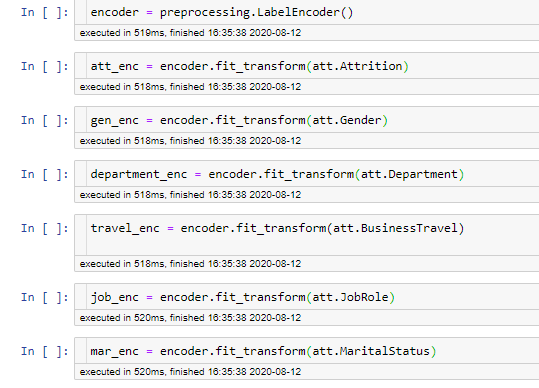 In [ ]: encoder = preprocessing.LabelEncoder()
executed in 519ms, finished 16:35:38 2020-08-12
In [ ]: att_enc = encoder.fit_transform(att.Attrition)
executed in 518ms, finished 16:35:38 2020-08-12
In [ ]: gen_enc = encoder.fit_transform(att.Gender)
executed in 518ms, finished 16:35:38 2020-08-12
In [ ]: department_enc = encoder.fit_transform(att.Department)
executed in 518ms, finished 16:35:38 2020-08-12
In [ ]: travel_enc = encoder.fit_transform(att.BusinessTravel)
executed in 518ms, finished 16:35:38 2020-08-12
In [ ]: job_enc = encoder.fit_transform(att.JobRole)
executed in 520ms, finished 16:35:38 2020-08-12
In [ ]: mar_enc = encoder.fit_transform(att.MaritalStatus)
executed in 520ms, finished 16:35:38 2020-08-12